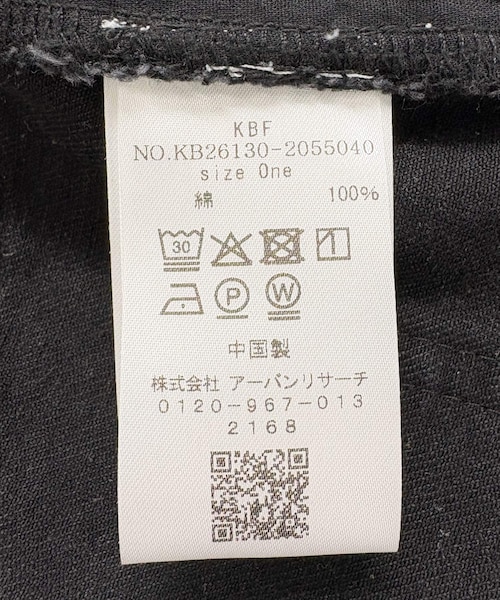 KBF
NO.KB26130-2055040
size One
綿 100%
30
P W
中国製
株式会社 アーバンリサーチ
0120-967-013
2168